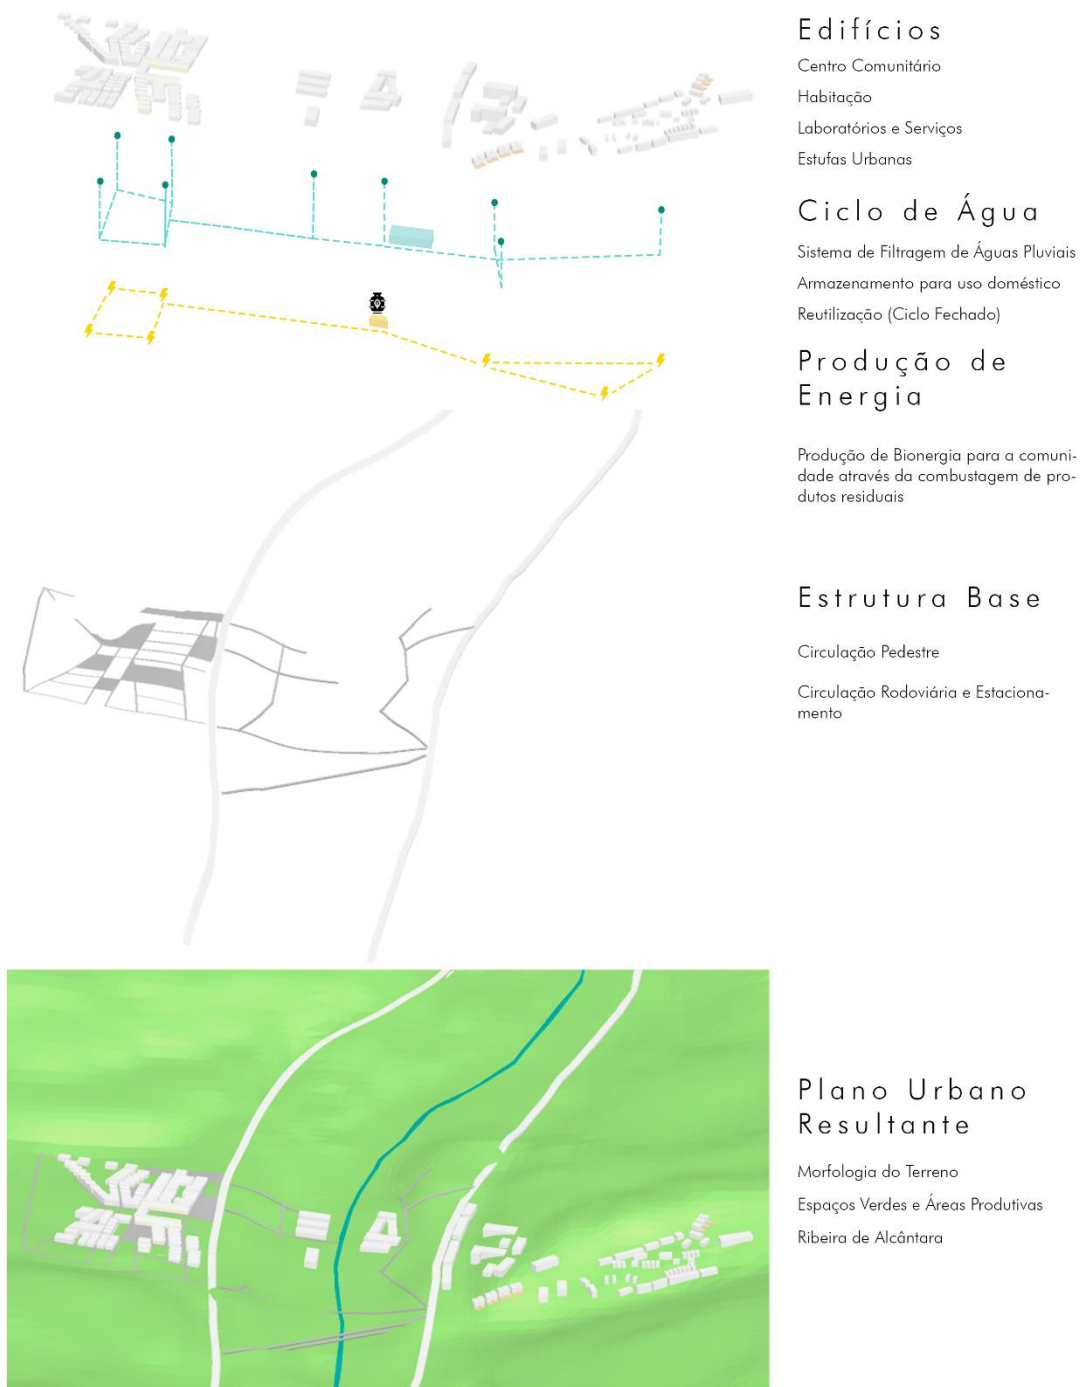 Edifícios
Centro Comunitário
Habitação
Laboratórios e Serviços
Estufas Urbanas
Ciclo de Água
Sistema de Filtragem de Águas Pluviais
Armazenamento para uso doméstico
Reutilização (Ciclo Fechado)
Produção de
Energia
Produção de Bionergia para a comuni-
dade através da combustagem de pro-
dutos residuais
Estrutura Base
Circulação Pedestre
Circulação Rodoviária e Estaciona-
mento
Plano Urbano
Resultante
Morfologia do Terreno
Espaços Verdes e Áreas Produtivas
Ribeira de Alcântara